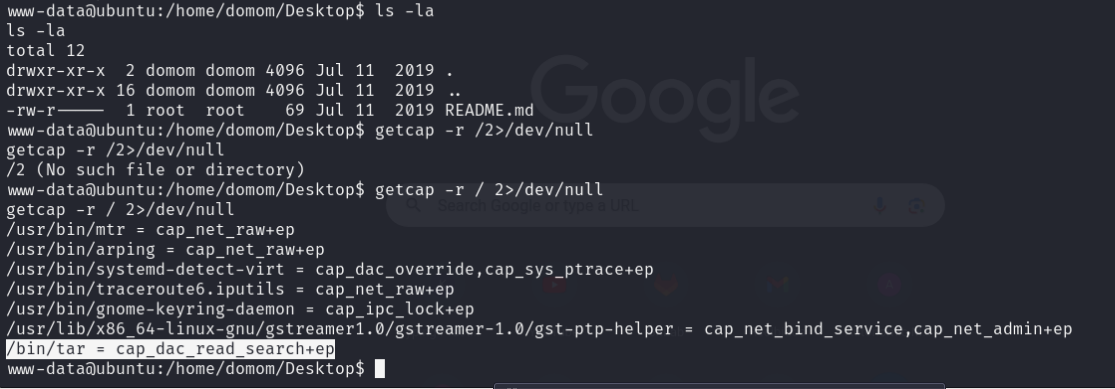 www-data@ubuntu:/home/domom/Desktop$ ls -la
ls -la
total 12
drwxr-xr-x  2 domom domom 4096 Jul 11  2019 .
drwxr-xr-x 16 domom domom 4096 Jul 11  2019 ..
-rw-r-----  1 root  root    69 Jul 11  2019 README.md
www-data@ubuntu:/home/domom/Desktop$ getcap -r /2>/dev/null
getcap -r /2>/dev/null
/2 (No such file or directory)
www-data@ubuntu:/home/domom/Desktop$ getcap -r / 2>/dev/null
getcap -r / 2>/dev/null
/usr/bin/mtr = cap_net_raw+ep
/usr/bin/arping = cap_net_raw+ep
/usr/bin/systemd-detect-virt = cap_dac_override,cap_sys_ptrace+ep
/usr/bin/traceroute6.iputils = cap_net_raw+ep
/usr/bin/gnome-keyring-daemon = cap_ipc_lock+ep
/usr/lib/x86_64-linux-gnu/gstreamer1.0/gstreamer-1.0/gst-ptp-helper = cap_net_bind_service,cap_net_admin+ep
/bin/tar = cap_dac_read_search+ep
www-data@ubuntu:/home/domom/Desktop$
Google
Search Google or type a URL